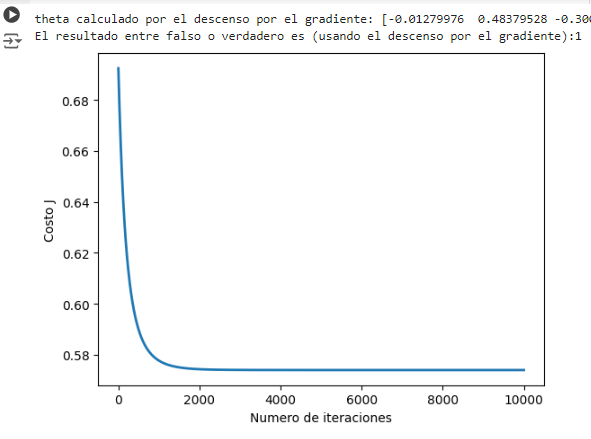 theta calculado por el descenso por el gradiente: [-0.01279976 0.48379528
El resultado entre falso o verdadero es (usando el descenso por el gradiente):1
0.68
0.66
0.64
0.62
0.60
0.58
Costo J
0 2000 4000 6000 8000 10000
Numero de iteraciones